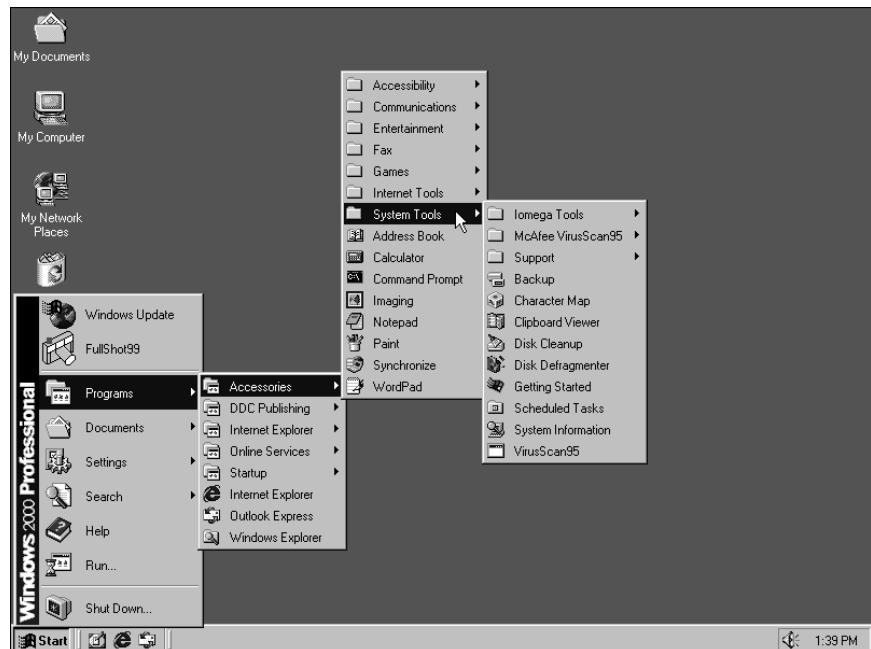 My Documents
My Computer
My Network
Places
Windows 2000 Professional
Windows Update
FullShot99
Programs
Documents
Settings
Search
Help
Run...
Shut Down...
Accessories
DDC Publishing
Internet Explorer
Online Services
Startup
Internet Explorer
Outlook Express
Windows Explorer
Accessibility
Communications
Entertainment
Fax
Games
Internet Tools
System Tools
Address Book
Calculator
Command Prompt
Imaging
Notepad
Paint
Synchronize
WordPad
Iomega Tools
McAfee VirusScan95
Support
Backup
Character Map
Clipboard Viewer
Disk Cleanup
Disk Defragmenter
Getting Started
Scheduled Tasks
System Information
VirusScan95
Start
1:39 PM